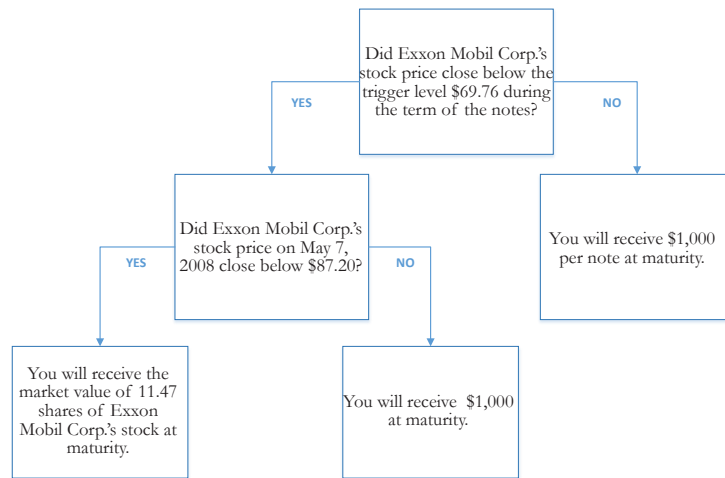 Did Exxon Mobil Corp.'s
stock price close below the
trigger level $69.76 during
the term of the notes?
YES
NO
Did Exxon Mobil Corp.'s
stock price on May 7,
2008 close below $87.20?
You will receive $1,000
per note at maturity.
YES
NO
You will receive the
market value of 11.47
shares of Exxon
Mobil Corp.'s stock at
maturity.
You will receive $1,000
at maturity.